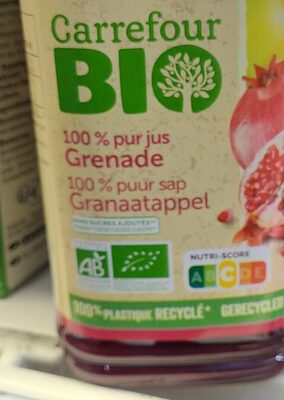 Carrefour
BIO
100 % pur jus
Grenade
100 % puur sap
Granaatappel
SANS SUCRES AJOUTÉS
NUTRI-SCORE
AB
A B C D E
100% PLASTIQUE RECYCLÉ* GERECYCLED